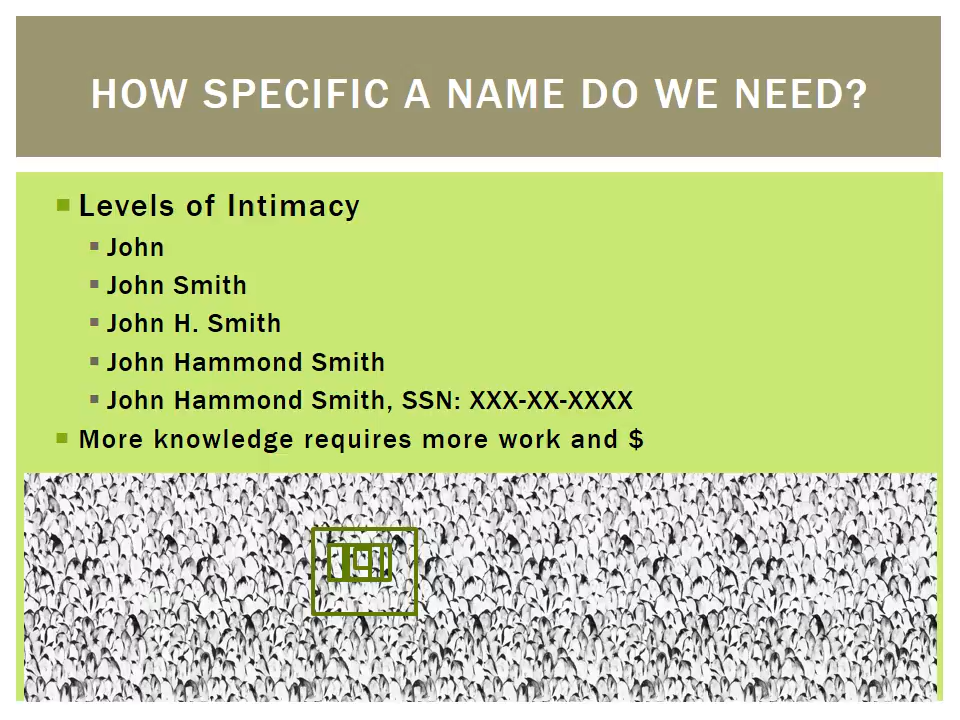 HOW SPECIFIC A NAME DO WE NEED?
Levels of Intimacy
John
John Smith
John H. Smith
John Hammond Smith
John Hammond Smith, SSN: XXX-XX-XXXX
More knowledge requires more work and $